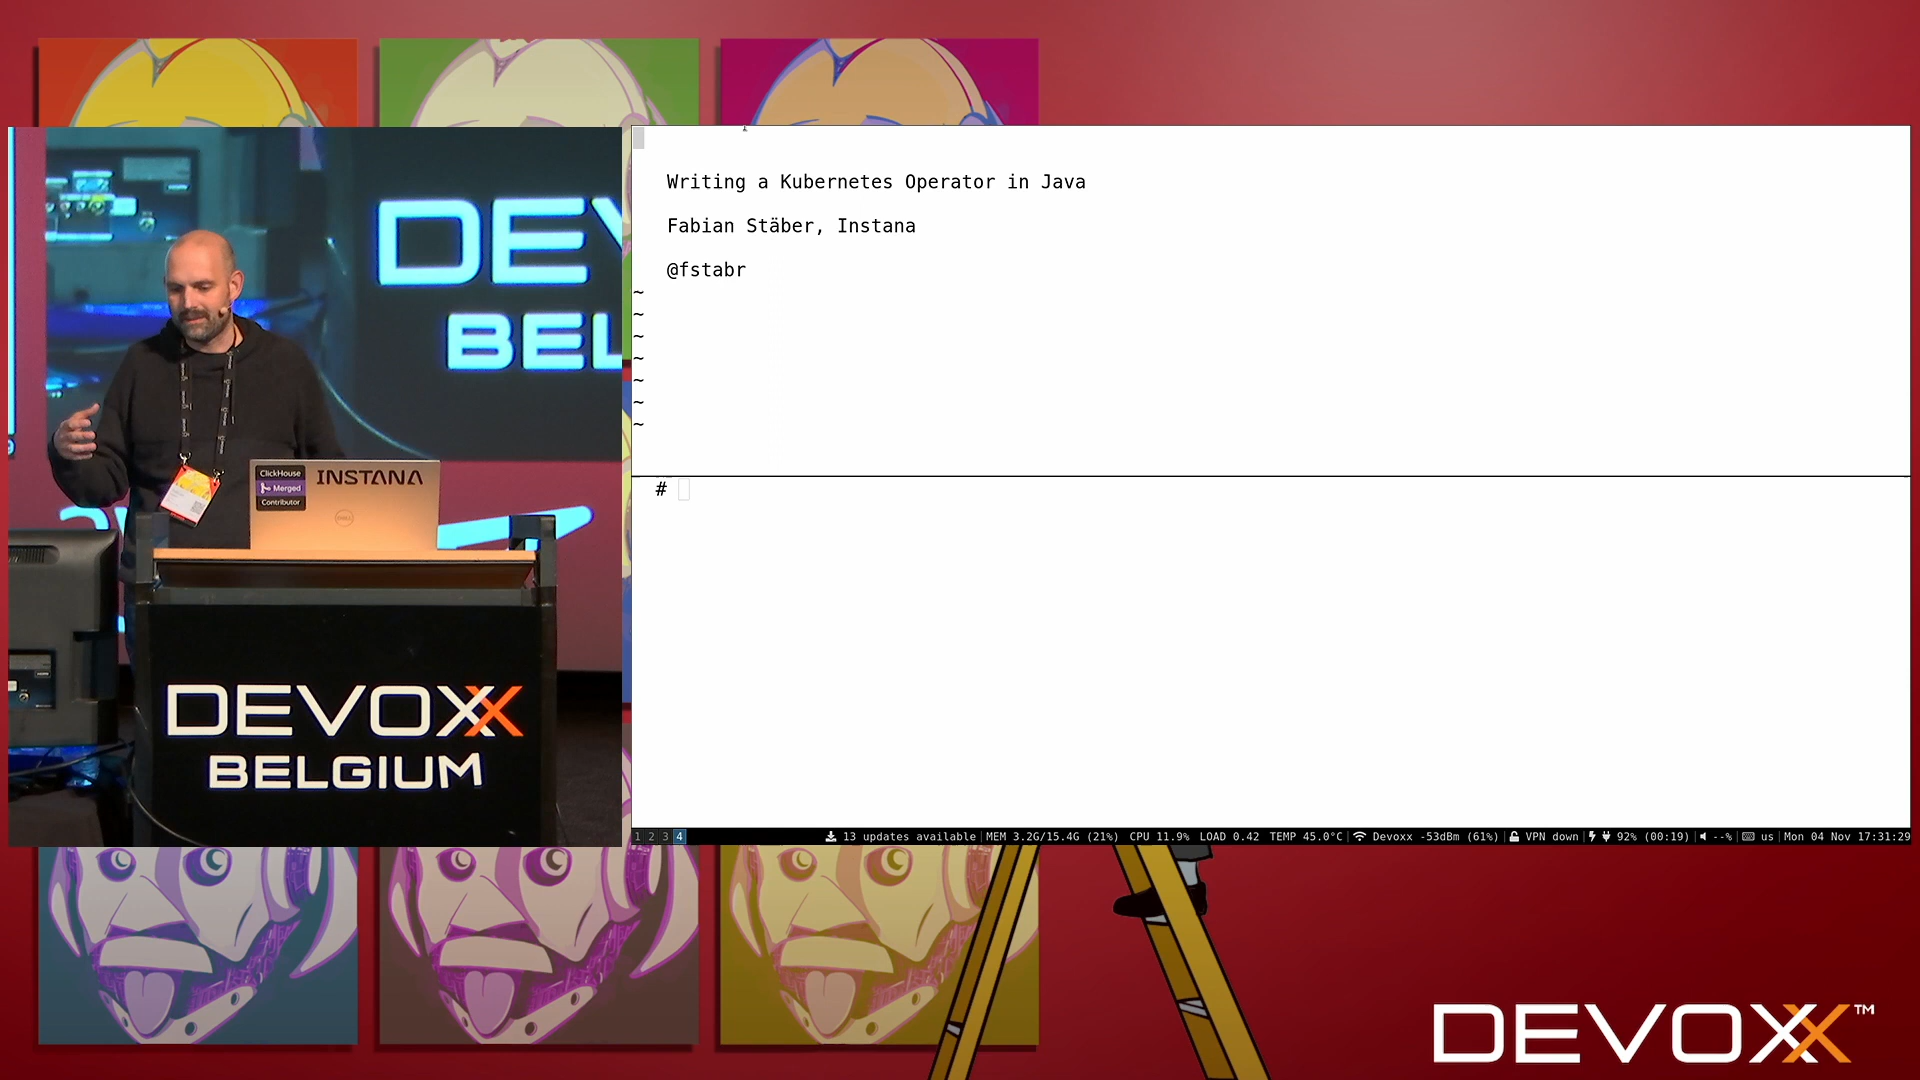 DEV
BEL
ClickHouse
Merged
Contributor
INSTANA
DELL
DEVOXX
BELGIUM
Writing a Kubernetes Operator in Java
Fabian Stäber, Instana
@fstabr
~
~
~
~
~
~
~
#
1 2 3 4
13 updates available | MEM 3.2G/15.4G (21%) CPU 11.9% LOAD 0.42 TEMP 45.0°C | Devoxx -53dBm (61%) | VPN down | 92% (00:19) | --% | us | Mon 04 Nov 17:31:29
DEVOXX™